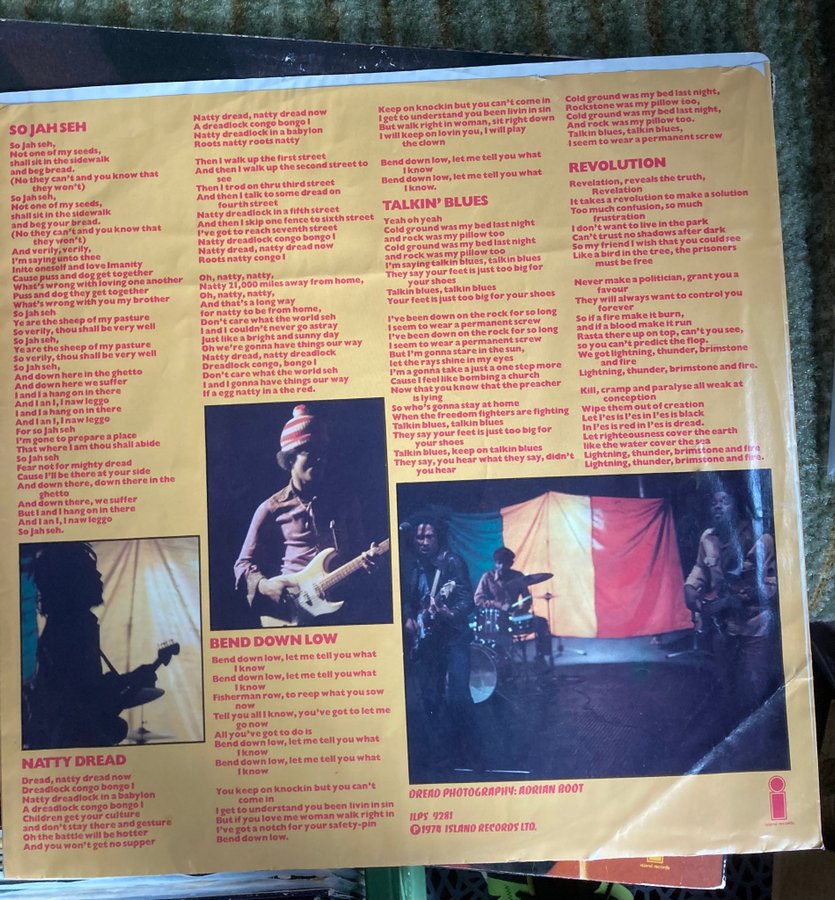 SO JAH SEH
So Jah seh,
Not one of my seeds,
shall sit in the sidewalk
and beg bread.
(No they can't and you know that
they won't)
So Jah seh,
Not one of my seeds,
shall sit in the sidewalk
and beg your bread.
(No they can't and you know that
they won't)
And verily, verily,
I'm saying unto thee
Inite oneself and love Imanity
Cause puss and dog get together
What's wrong with loving one another
Puss and dog they get together
What's wrong with you my brother
So Jah seh
Ye are the sheep of my pasture
So verily, thou shall be very well
So Jah seh,
Ye are the sheep of my pasture
So verily, thou shall be very well
So Jah seh,
And down here in the ghetto
And down here we suffer
I and I a hang on in there
And I an I, I naw leggo
I and I a hang on in there
And I an I, I naw leggo
For so Jah seh
I'm gone to prepare a place
That where I am thou shall abide
So Jah seh
Fear not for mighty dread
Cause I'll be there at your side
And down there, down there in the
ghetto
And down there, we suffer
But I and I hang on in there
And I an I, I naw leggo
So Jah seh.
NATTY DREAD
Dread, natty dread now
Dreadlock congo bongo I
Natty dreadlock in a babylon
A dreadlock congo bongo I
Children get your culture
and don't stay there and gesture
Oh the battle will be hotter
And you won't get no supper
Natty dread, natty dread now
A dreadlock congo bongo I
Natty dreadlock in a babylon
Roots natty roots natty
Then I walk up the first street
And then I walk up the second street to
see
Then I trod on thru third street
And then I talk to some dread on
fourth street
Natty dreadlock in a fifth street
And then I skip one fence to sixth street
I've got to reach seventh street
Natty dreadlock congo bongo I
Natty dread, natty dread now
Roots natty congo I
Oh, natty, natty,
Natty 21,000 miles away from home,
Oh, natty, natty,
And that's a long way
for natty to be from home,
Don't care what the world seh
I and I couldn't never go astray
Just like a bright and sunny day
Oh we're gonna have things our way
Natty dread, natty dreadlock
Dreadlock congo, bongo I
Don't care what the world seh
I and I gonna have things our way
If a egg natty in a the red.
BEND DOWN LOW
Bend down low, let me tell you what
I know
Bend down low, let me tell you what
I know
Fisherman row, to reep what you sow
now
Tell you all I know, you've got to let me
go now
All you've got to do is
Bend down low, let me tell you what
I know
Bend down low, let me tell you what
I know
You keep on knockin but you can't
come in
I get to understand you been livin in sin
But if you love me woman walk right in
I've got a notch for your safety-pin
Bend down low.
Keep on knockin but you can't come in
I get to understand you been livin in sin
But walk right in woman, sit right down
I will keep on lovin you, I will play
the clown
Bend down low, let me tell you what
I know
Bend down low, let me tell you what
I know.
TALKIN' BLUES
Yeah oh yeah
Cold ground was my bed last night
and rock was my pillow too
Cold ground was my bed last night
and rock was my pillow too
I'm saying talkin blues, talkin blues
They say your feet is just too big for
your shoes
Talkin blues, talkin blues
Your feet is just too big for your shoes
I've been down on the rock for so long
I seem to wear a permanent screw
I've been down on the rock for so long
I seem to wear a permanent screw
But I'm gonna stare in the sun,
let the rays shine in my eyes
I'm a gonna take a just a one step more
Cause I feel like bombing a church
Now that you know that the preacher
is lying
So who's gonna stay at home
When the freedom fighters are fighting
Talkin blues, talkin blues
They say your feet is just too big for
your shoes
Talkin blues, keep on talkin blues
They say, you hear what they say, didn't
you hear
Cold ground was my bed last night,
Rockstone was my pillow too,
Cold ground was my bed last night,
And rock was my pillow too.
Talkin blues, talkin blues,
I seem to wear a permanent screw
REVOLUTION
Revelation, reveals the truth,
Revelation
It takes a revolution to make a solution
Too much confusion, so much
frustration
I don't want to live in the park
Can't trust no shadows after dark
So my friend I wish that you could see
Like a bird in the tree, the prisoners
must be free
Never make a politician, grant you a
favour
They will always want to control you
forever
So if a fire make it burn,
and if a blood make it run
Rasta there up on top, can't you see,
so you can't predict the flop.
We got lightning, thunder, brimstone
and fire
Lightning, thunder, brimstone and fire.
Kill, cramp and paralyse all weak at
conception
Wipe them out of creation
Let I'es is I'es in I'es is black
In I'es is red in I'es is dread.
Let righteousness cover the earth
like the water cover the sea
Lightning, thunder, brimstone and fire
Lightning, thunder, brimstone and fire.
DREAD PHOTOGRAPHY: ADRIAN BOOT
ILPS 9281
Ⓟ1974 ISLAND RECORDS LTD.
island records
island records